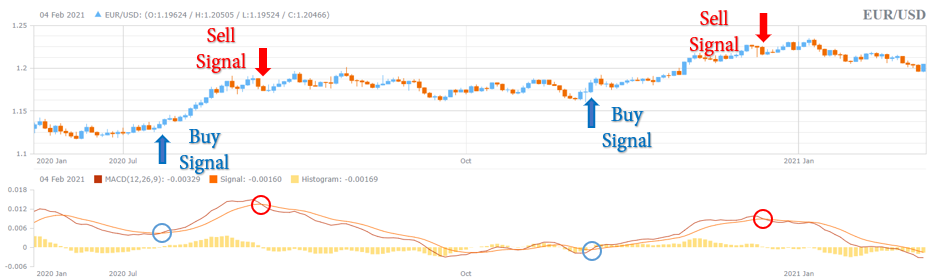 04 Feb 2021 ▲ EUR/USD: (O:1.19624 / H:1.20505 / L:1.19524 / C:1.20466)
EUR/USD
1.25
Sell
Signal
Sell
Signal
1.2
1.15
Buy
Signal
Buy
Signal
1.1
2020 Jan 2020 Jul Oct 2021 Jan
04 Feb 2021 MACD(12,26,9): -0.00329 Signal: -0.00160 Histogram: -0.00169
0.018
0.012
0.006
0
-0.006
2020 Jan 2020 Jul Oct 2021 Jan